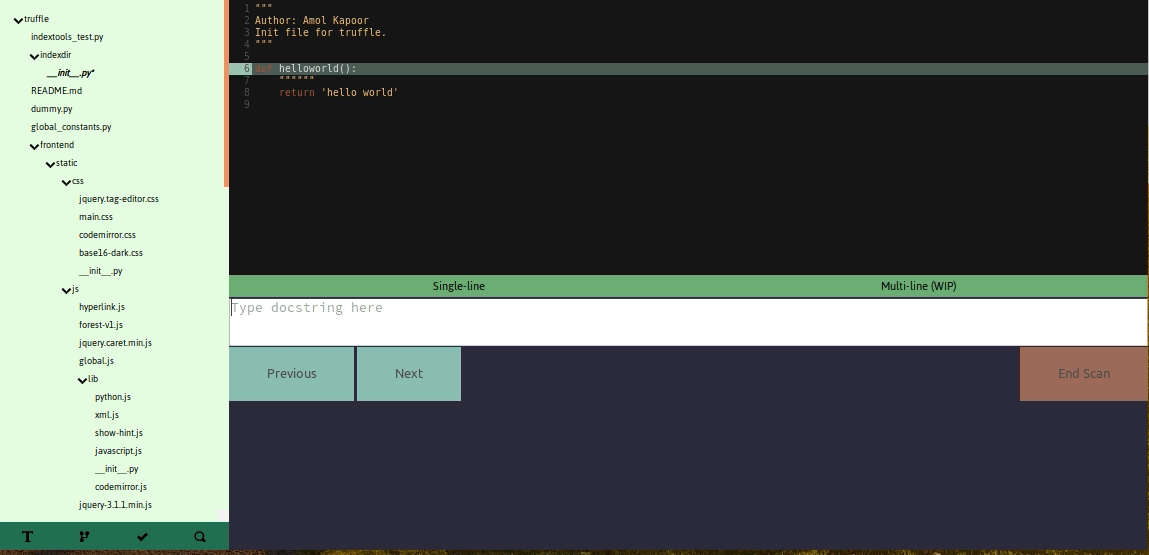 truffle
indextools_test.py
indexdir
__init__.py*
README.md
dummy.py
global_constants.py
frontend
static
css
jquery.tag-editor.css
main.css
codemirror.css
base16-dark.css
__init__.py
js
hyperlink.js
forest-v1.js
jquery.caret.min.js
global.js
lib
python.js
xml.js
show-hint.js
javascript.js
__init__.py
codemirror.js
jquery-3.1.1.min.js
T
1 """
2 Author: Amol Kapoor
3 Init file for truffle.
4 """
5
6 def helloworld():
7     """"""
8     return 'hello world'
9
Single-line Multi-line (WIP)
Type docstring here
Previous Next End Scan